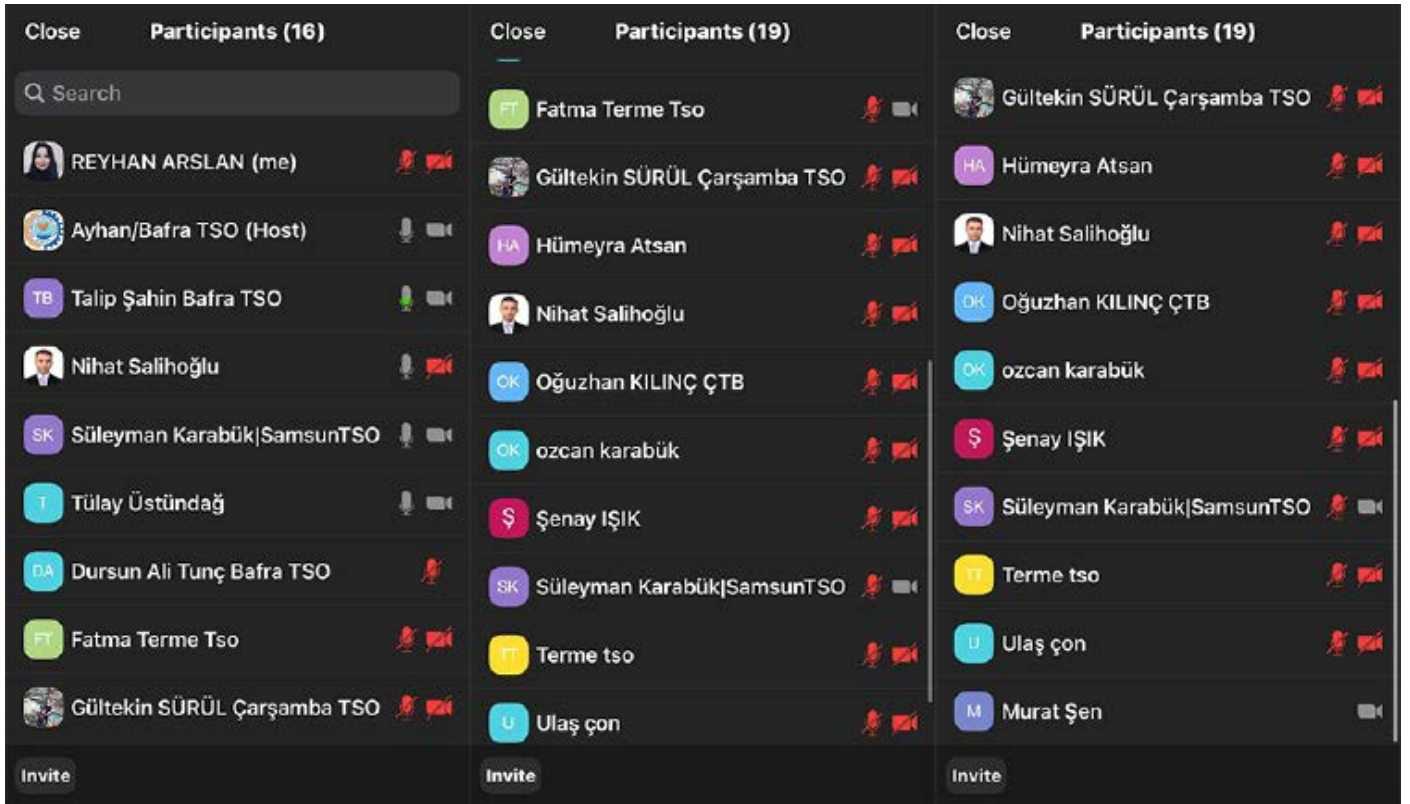 Close Participants (16)
Search
REYHAN ARSLAN (me)
Ayhan/Bafra TSO (Host)
TB Talip Şahin Bafra TSO
Nihat Salihoğlu
SK Süleyman Karabük|SamsunTSO
T Tülay Üstündağ
DA Dursun Ali Tunç Bafra TSO
FT Fatma Terme Tso
Gültekin SÜRÜL Çarşamba TSO
Invite
Close Participants (19)
FT Fatma Terme Tso
Gültekin SÜRÜL Çarşamba TSO
HA Hümeyra Atsan
Nihat Salihoğlu
OK Oğuzhan KILINÇ ÇTB
OK ozcan karabük
Ş Şenay IŞIK
SK Süleyman Karabük|SamsunTSO
TT Terme tso
U Ulaş çon
Invite
Close Participants (19)
Gültekin SÜRÜL Çarşamba TSO
HA Hümeyra Atsan
Nihat Salihoğlu
OK Oğuzhan KILINÇ ÇTB
OK ozcan karabük
Ş Şenay IŞIK
SK Süleyman Karabük|SamsunTSO
TT Terme tso
U Ulaş çon
M Murat Şen
Invite